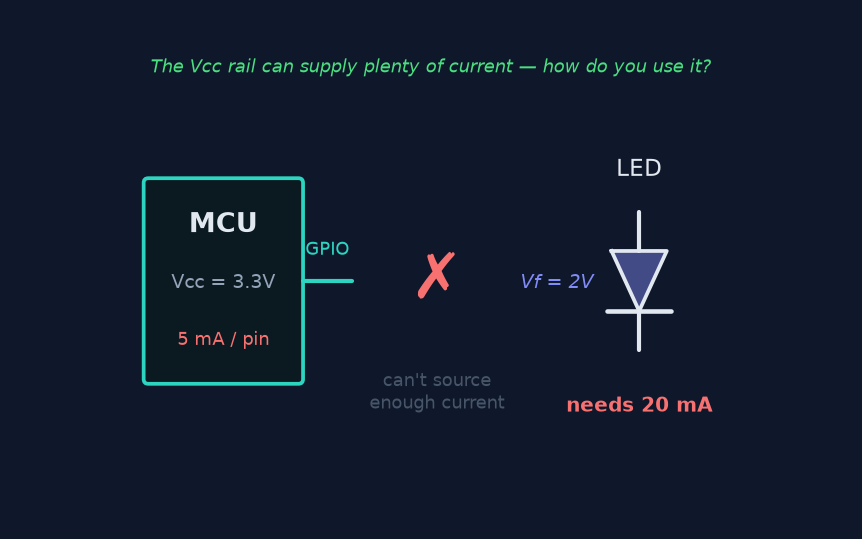 The Vcc rail can supply plenty of current — how do you use it?
LED
MCU
GPIO
Vcc = 3.3V
✗
Vf = 2V
5 mA / pin
can't source
enough current
needs 20 mA